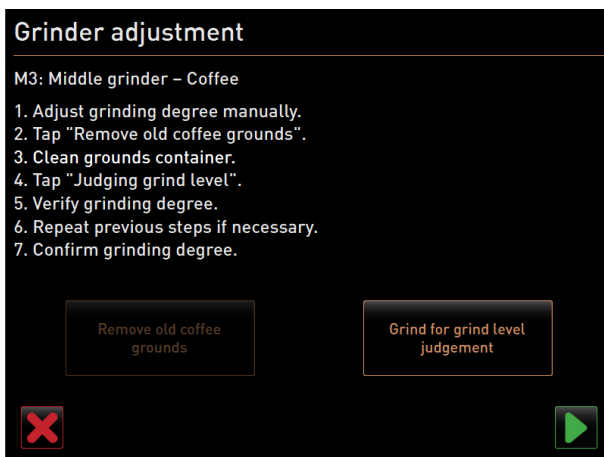 Grinder adjustment
M3: Middle grinder – Coffee
1. Adjust grinding degree manually.
2. Tap "Remove old coffee grounds".
3. Clean grounds container.
4. Tap "Judging grind level".
5. Verify grinding degree.
6. Repeat previous steps if necessary.
7. Confirm grinding degree.
Remove old coffee
grounds
Grind for grind level
judgement